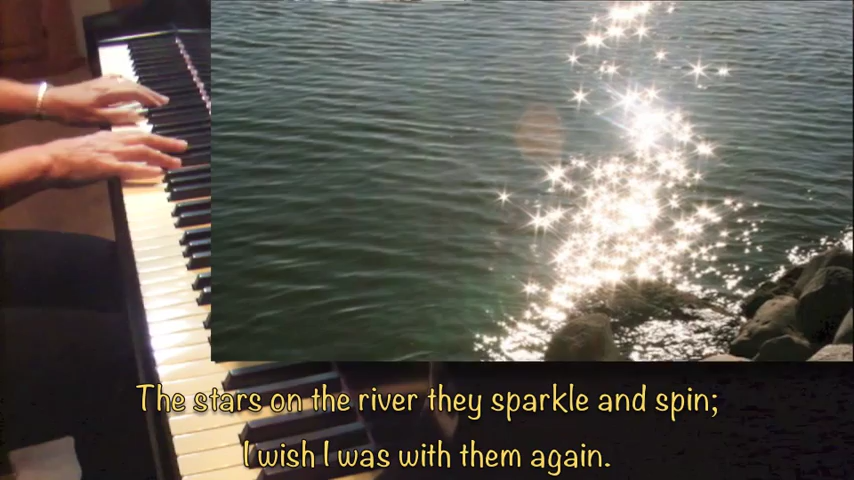 The stars on the river they sparkle and spin;
I wish I was with them again.